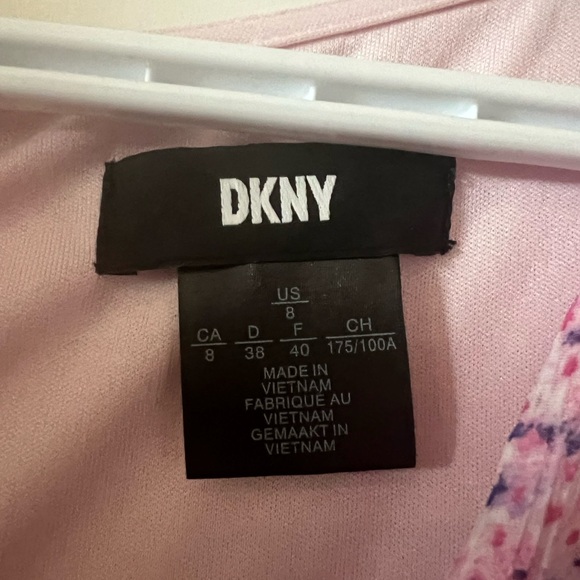 DKNY
US
8
CA D F CH
8 38 40 175/100A
MADE IN
VIETNAM
FABRIQUE AU
VIETNAM
GEMAAKT IN
VIETNAM